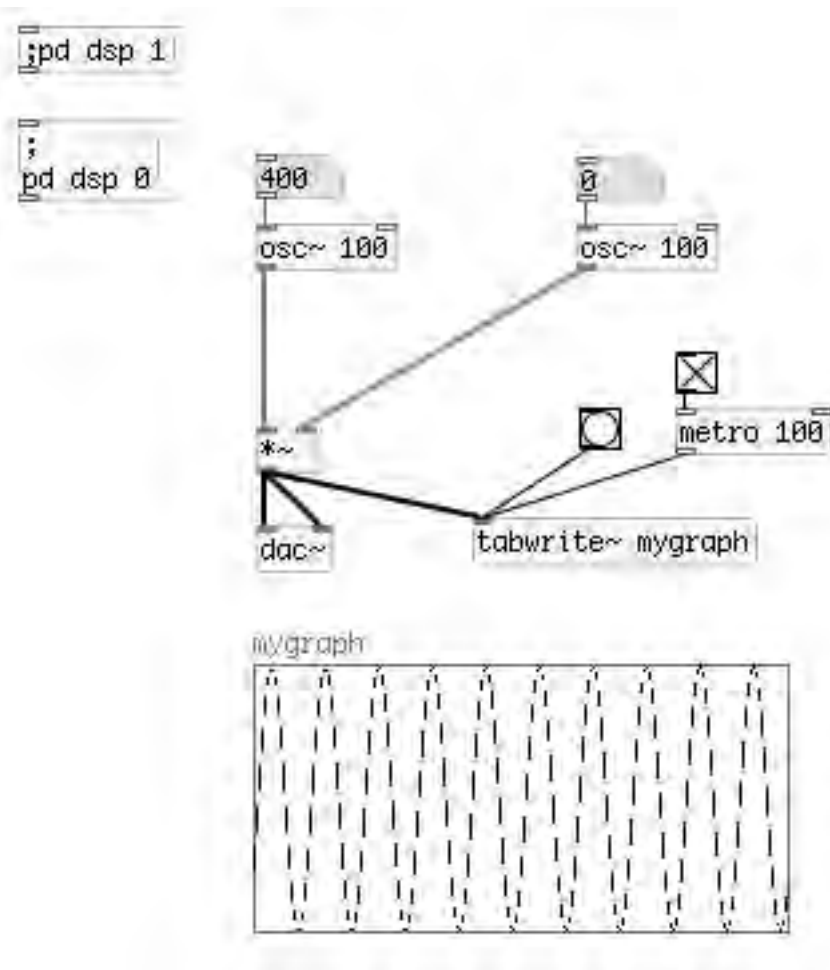 ;pd dsp 1
;
pd dsp 0
400
0
osc~ 100
osc~ 100
*~
metro 100
dac~
tabwrite~ mygraph
mygraph